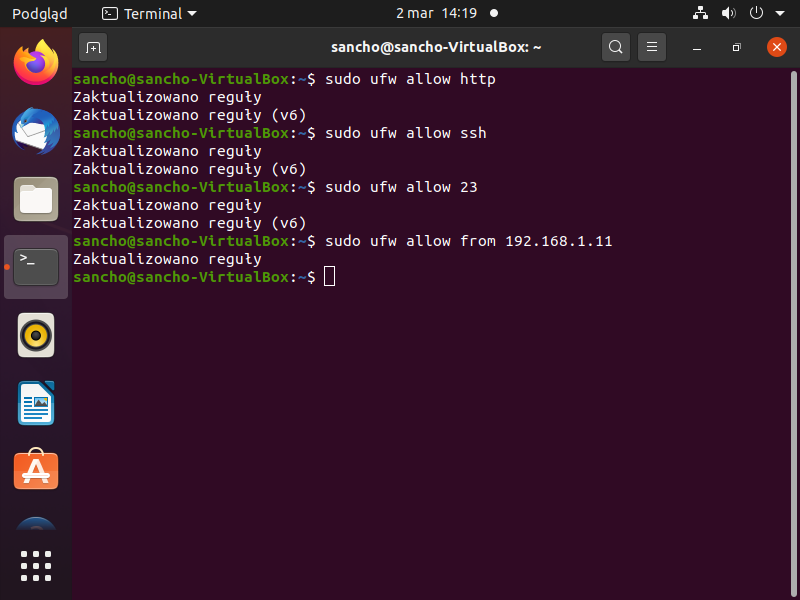 Podgląd
Terminal
2 mar 14:19
sancho@sancho-VirtualBox: ~
sancho@sancho-VirtualBox:~$ sudo ufw allow http
Zaktualizowano reguły
Zaktualizowano reguły (v6)
sancho@sancho-VirtualBox:~$ sudo ufw allow ssh
Zaktualizowano reguły
Zaktualizowano reguły (v6)
sancho@sancho-VirtualBox:~$ sudo ufw allow 23
Zaktualizowano reguły
Zaktualizowano reguły (v6)
sancho@sancho-VirtualBox:~$ sudo ufw allow from 192.168.1.11
Zaktualizowano reguły
sancho@sancho-VirtualBox:~$